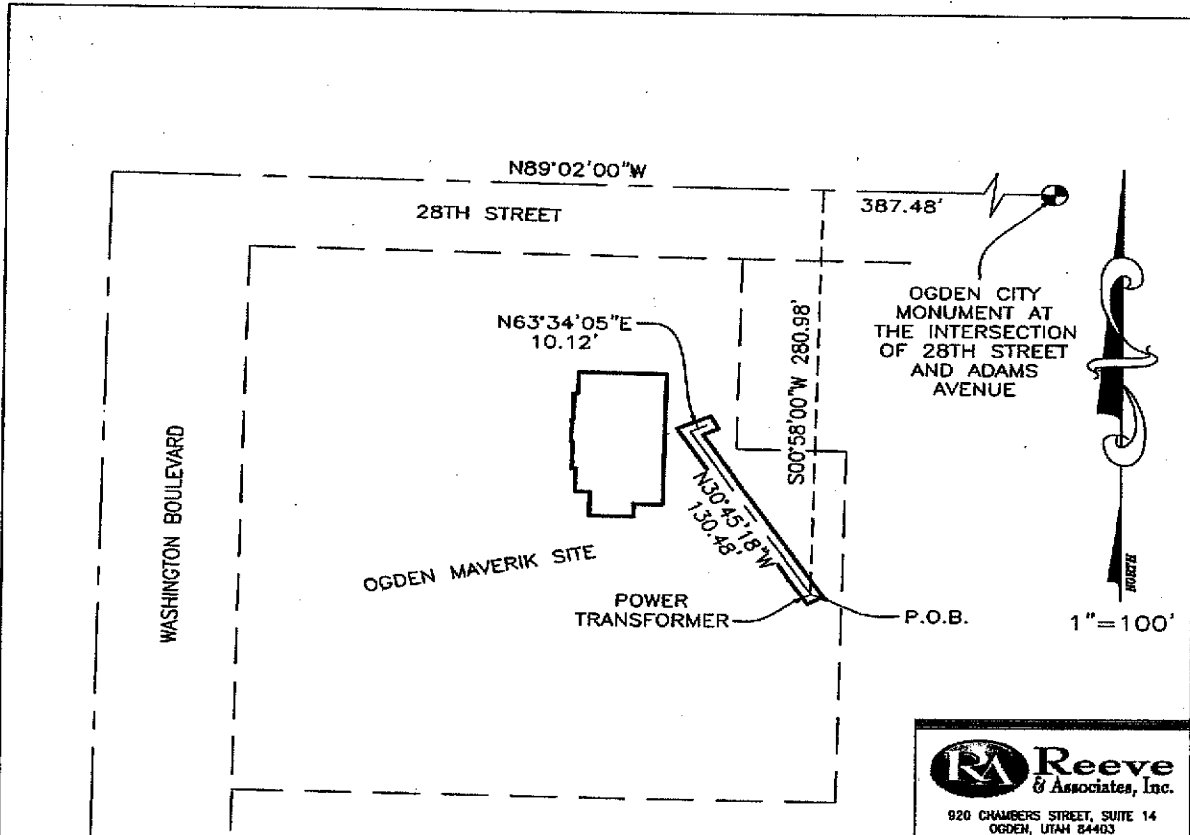 N89°02'00"W
28TH STREET
387.48'
OGDEN CITY
MONUMENT AT
THE INTERSECTION
OF 28TH STREET
AND ADAMS
AVENUE
N63°34'05"E
10.12'
S00°58'00"W 280.98'
WASHINGTON BOULEVARD
N30°45'18"W
130.48'
OGDEN MAVERIK SITE
POWER
TRANSFORMER
P.O.B.
NORTH
1"=100'
RA Reeve
& Associates, Inc.
920 CHAMBERS STREET, SUITE 14
OGDEN, UTAH 84403